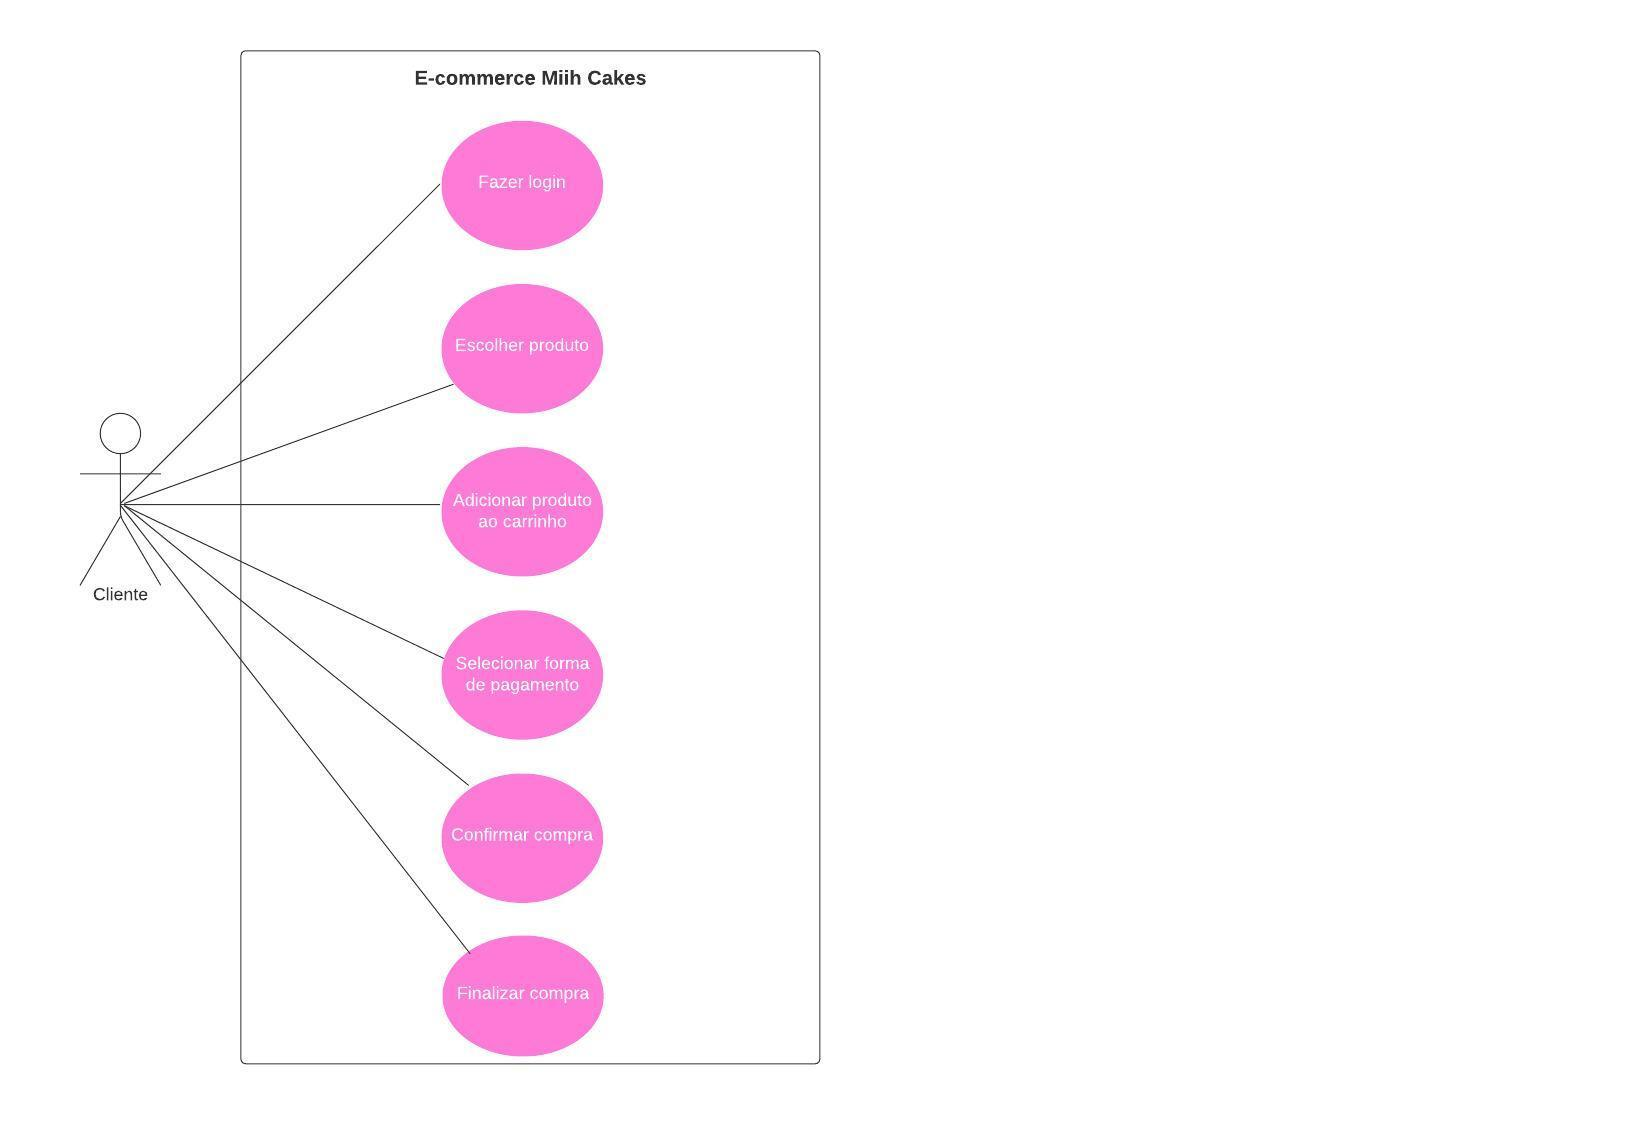 E-commerce Miih Cakes
Fazer login
Escolher produto
Adicionar produto
ao carrinho
Cliente
Selecionar forma
de pagamento
Confirmar compra
Finalizar compra